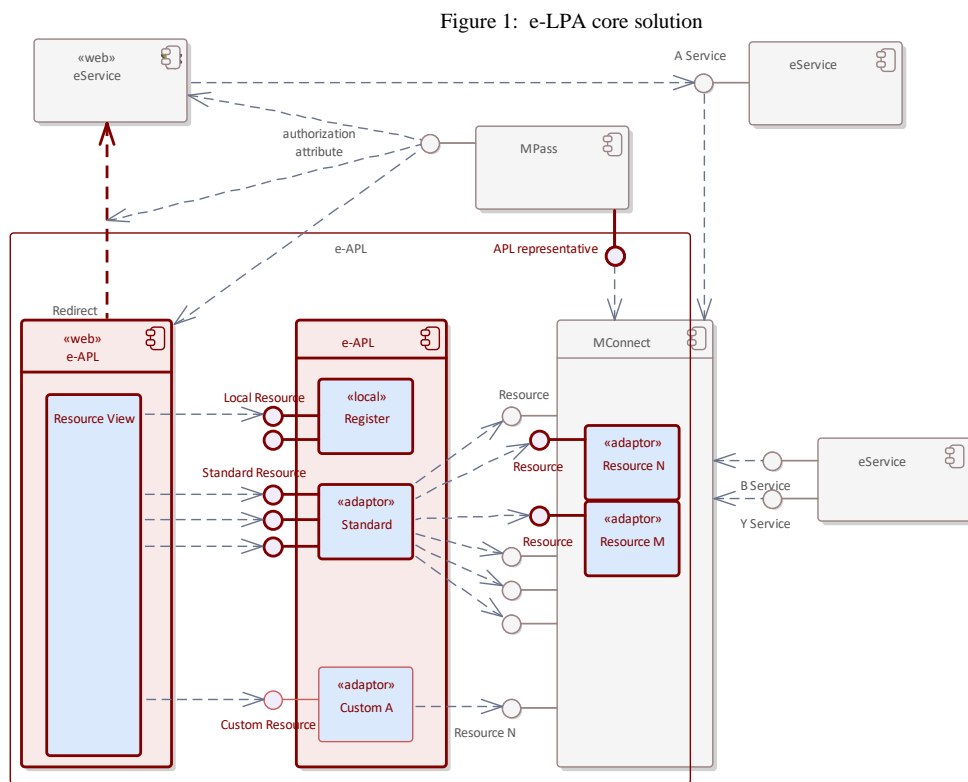 Figure 1: e-LPA core solution
«web»
eService
A Service
eService
authorization
attribute
MPass
e-APL
APL representative
Redirect
«web»
e-APL
e-APL
MConnect
Resource View
Local Resource
«local»
Register
Resource
Standard Resource
«adaptor»
Standard
Resource
«adaptor»
Resource N
eService
B Service
Y Service
Resource
«adaptor»
Resource M
Custom Resource
«adaptor»
Custom A
Resource N